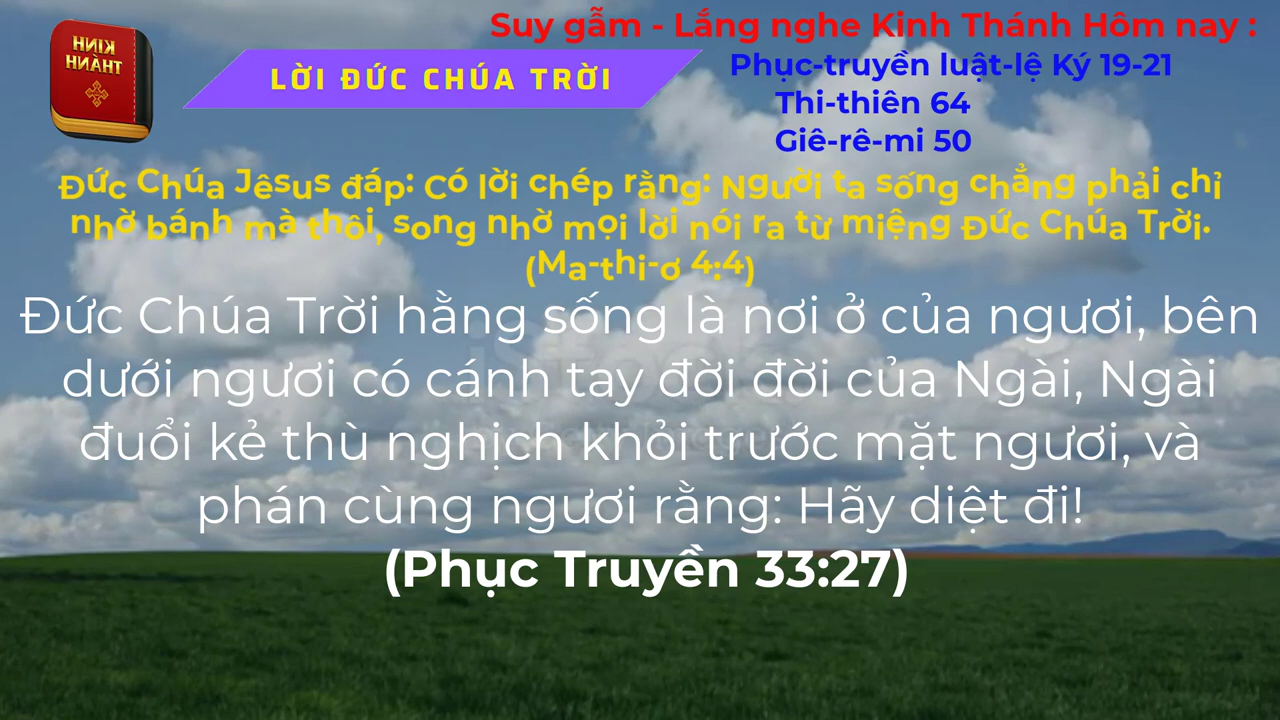 Suy gẫm - Lắng nghe Kinh Thánh Hôm nay :
KINH
THÁNH
LỜI ĐỨC CHÚA TRỜI
Phục-truyền luật-lệ Ký 19-21
Thi-thiên 64
Giê-rê-mi 50
Đức Chúa Jêsus đáp: Có lời chép rằng: Người ta sống chẳng phải chỉ
nhờ bánh mà thôi, song nhờ mọi lời nói ra từ miệng Đức Chúa Trời.
(Ma-thi-ơ 4:4)
Đức Chúa Trời hằng sống là nơi ở của ngươi, bên
dưới ngươi có cánh tay đời đời của Ngài, Ngài
đuổi kẻ thù nghịch khỏi trước mặt ngươi, và
phán cùng ngươi rằng: Hãy diệt đi!
(Phục Truyền 33:27)